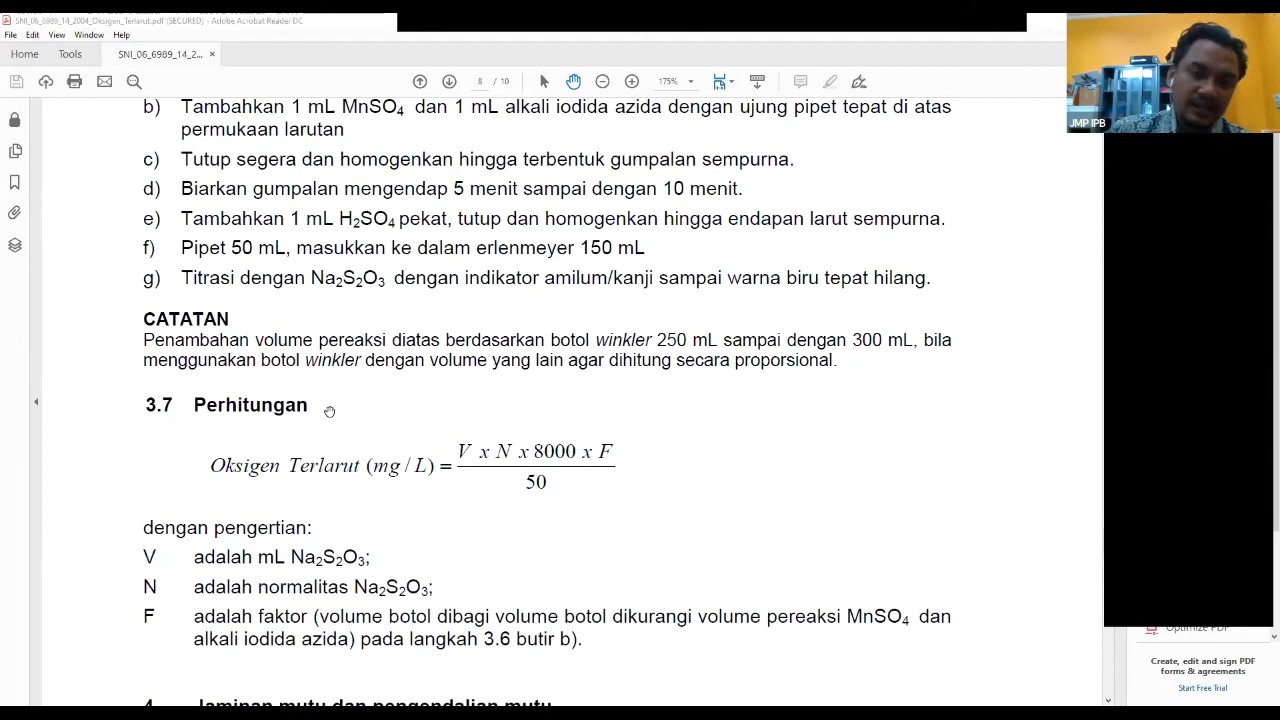 SNI_06_6989_14_2004_Oksigen_Terlarut.pdf (SECURED) - Adobe Acrobat Reader DC
File Edit View Window Help
Home Tools SNI_06_6989_14_2... ×
8 / 10 175%
JMP IPB
b) Tambahkan 1 mL MnSO₄ dan 1 mL alkali iodida azida dengan ujung pipet tepat di atas
permukaan larutan
c) Tutup segera dan homogenkan hingga terbentuk gumpalan sempurna.
d) Biarkan gumpalan mengendap 5 menit sampai dengan 10 menit.
e) Tambahkan 1 mL H₂SO₄ pekat, tutup dan homogenkan hingga endapan larut sempurna.
f) Pipet 50 mL, masukkan ke dalam erlenmeyer 150 mL
g) Titrasi dengan Na₂S₂O₃ dengan indikator amilum/kanji sampai warna biru tepat hilang.
CATATAN
Penambahan volume pereaksi diatas berdasarkan botol winkler 250 mL sampai dengan 300 mL, bila
menggunakan botol winkler dengan volume yang lain agar dihitung secara proporsional.
3.7 Perhitungan
Oksigen Terlarut (mg / L) = V x N x 8000 x F
50
dengan pengertian:
V adalah mL Na₂S₂O₃;
N adalah normalitas Na₂S₂O₃;
F adalah faktor (volume botol dibagi volume botol dikurangi volume pereaksi MnSO₄ dan
alkali iodida azida) pada langkah 3.6 butir b).
4 Jaminan mutu dan pengendalian mutu
Optimize PDF
Create, edit and sign PDF
forms & agreements
Start Free Trial